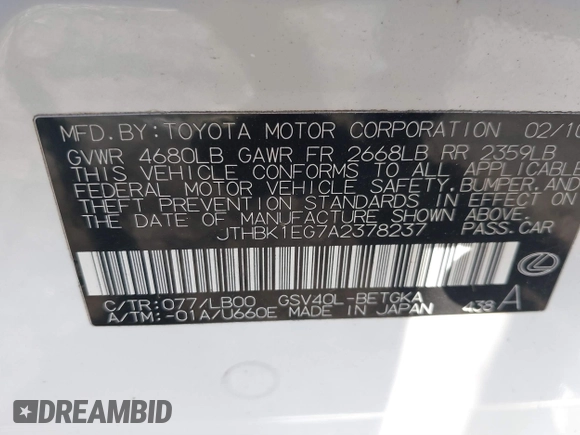 MFD. BY: TOYOTA MOTOR CORPORATION 02/10
GVWR 4680LB GAWR FR 2668LB RR 2359LB
THIS VEHICLE CONFORMS TO ALL APPLICABLE
FEDERAL MOTOR VEHICLE SAFETY, BUMPER, AND
THEFT PREVENTION STANDARDS IN EFFECT ON
THE DATE OF MANUFACTURE SHOWN ABOVE.
JTHBK1EG7A2378237 PASS.CAR
C/TR: 077/LB00 GSV40L-BETGKA
A/TM: -01A/U660E MADE IN JAPAN 438 A
DREAMBID